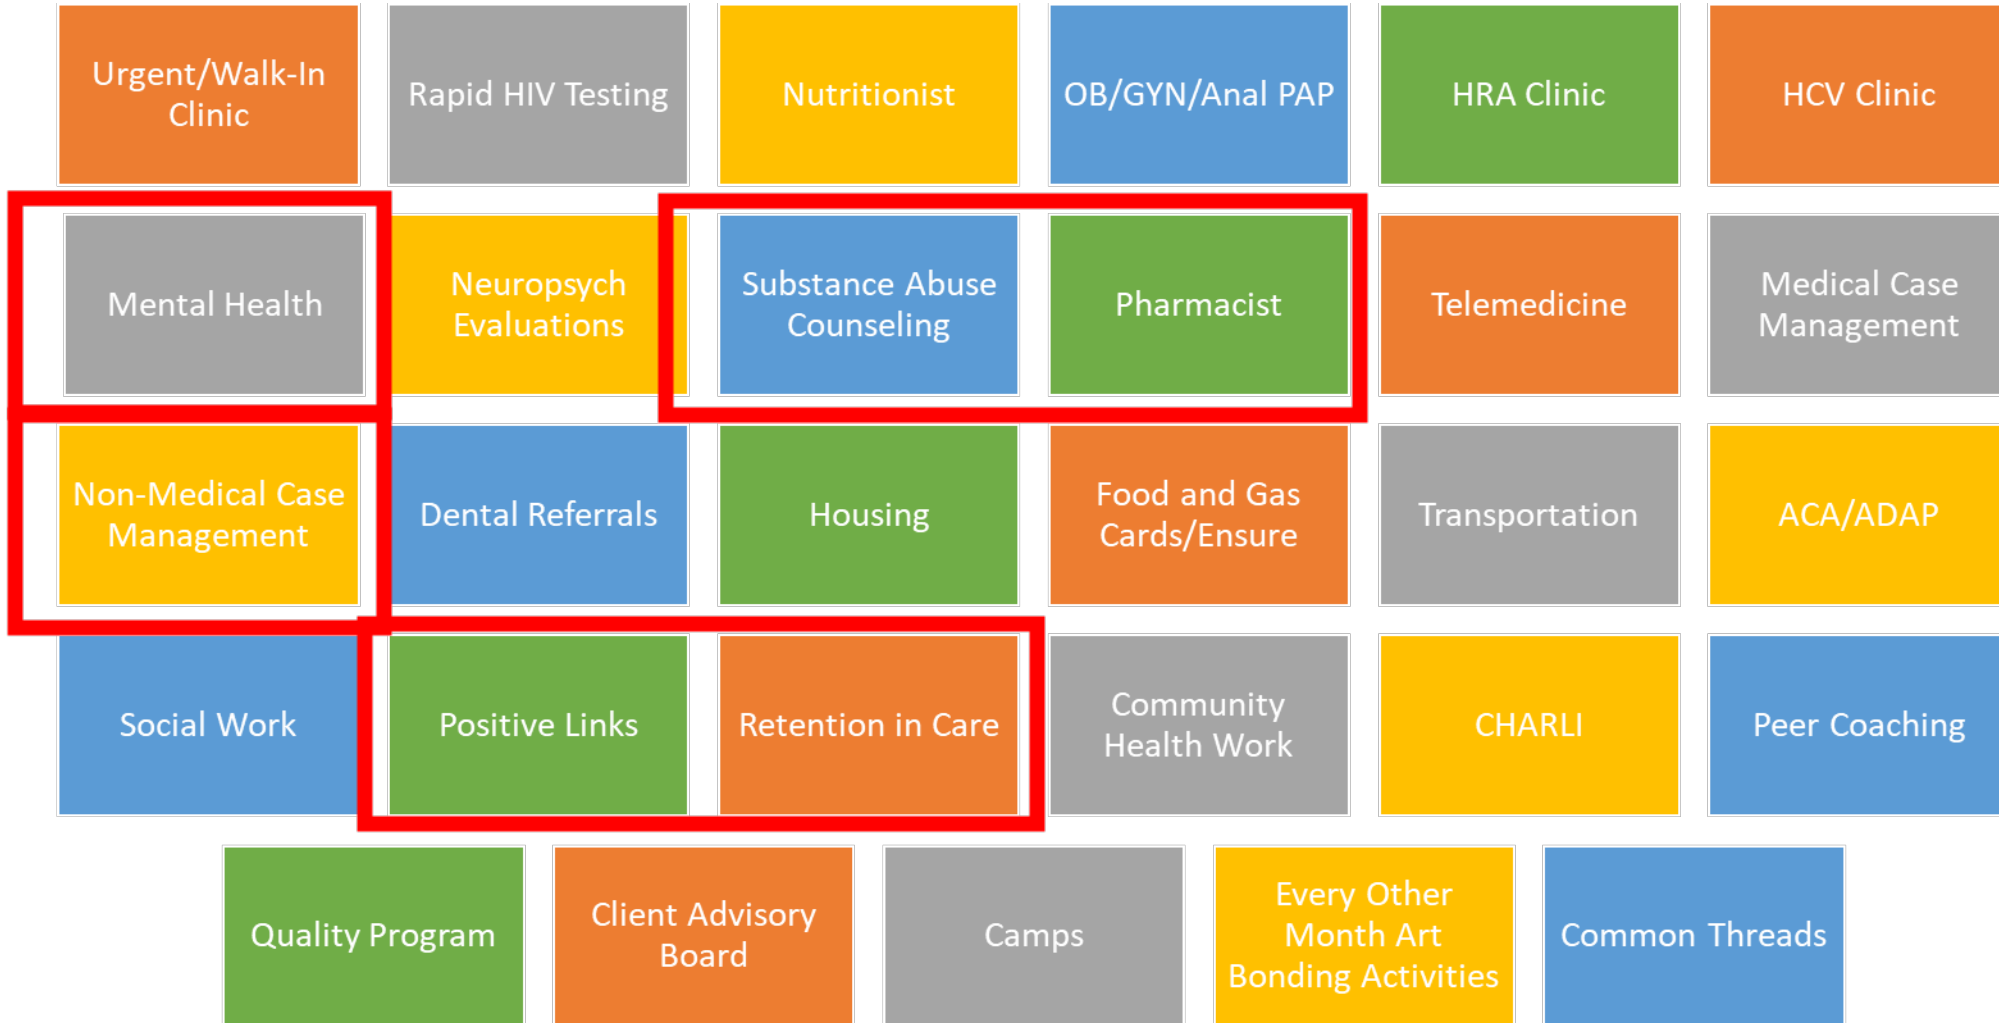 Urgent/Walk-In
Clinic
Rapid HIV Testing
Nutritionist
OB/GYN/Anal PAP
HRA Clinic
HCV Clinic
Mental Health
Neuropsych
Evaluations
Substance Abuse
Counseling
Pharmacist
Telemedicine
Medical Case
Management
Non-Medical Case
Management
Dental Referrals
Housing
Food and Gas
Cards/Ensure
Transportation
ACA/ADAP
Social Work
Positive Links
Retention in Care
Community
Health Work
CHARLI
Peer Coaching
Quality Program
Client Advisory
Board
Camps
Every Other
Month Art
Bonding Activities
Common Threads